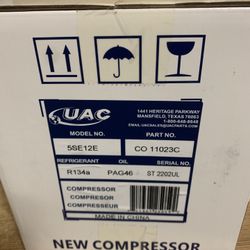 UAC
1441 HERITAGE PARKWAY
MANSFIELD, TEXAS 76063
MODEL NO. PART NO.
5SE12E CO 11023C
REFRIGERANT OIL SERIAL NO.
R134a PAG46 ST 2202UL
COMPRESSOR
COMPRESOR
COMPRESSEUR
MADE IN CHINA
NEW COMPRESSOR